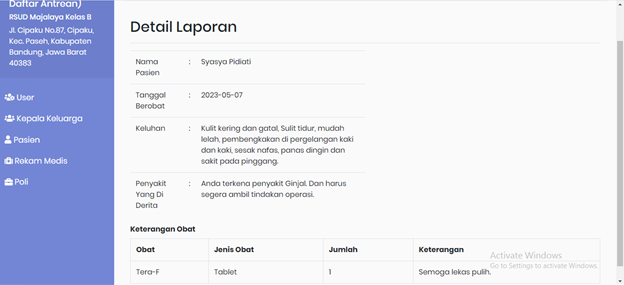 Daftar Antrean)
RSUD Majalaya Kelas B
Jl. Cipaku No.87, Cipaku,
Kec. Paseh, Kabupaten
Bandung, Jawa Barat
40383
User
Kepala Keluarga
Pasien
Rekam Medis
Poli
Detail Laporan
Nama Pasien : Syasya Pidiati
Tanggal Berobat : 2023-05-07
Keluhan : Kulit kering dan gatal, Sulit tidur, mudah
lelah, pembengkakan di pergelangan kaki
dan kaki, sesak nafas, panas dingin dan
sakit pada pinggang.
Penyakit Yang Di Derita : Anda terkena penyakit Ginjal. Dan harus
segera ambil tindakan operasi.
Keterangan Obat
Obat Jenis Obat Jumlah Keterangan
Tera-F Tablet 1 Semoga lekas pulih.
Activate Windows
Go to Settings to activate Windows.